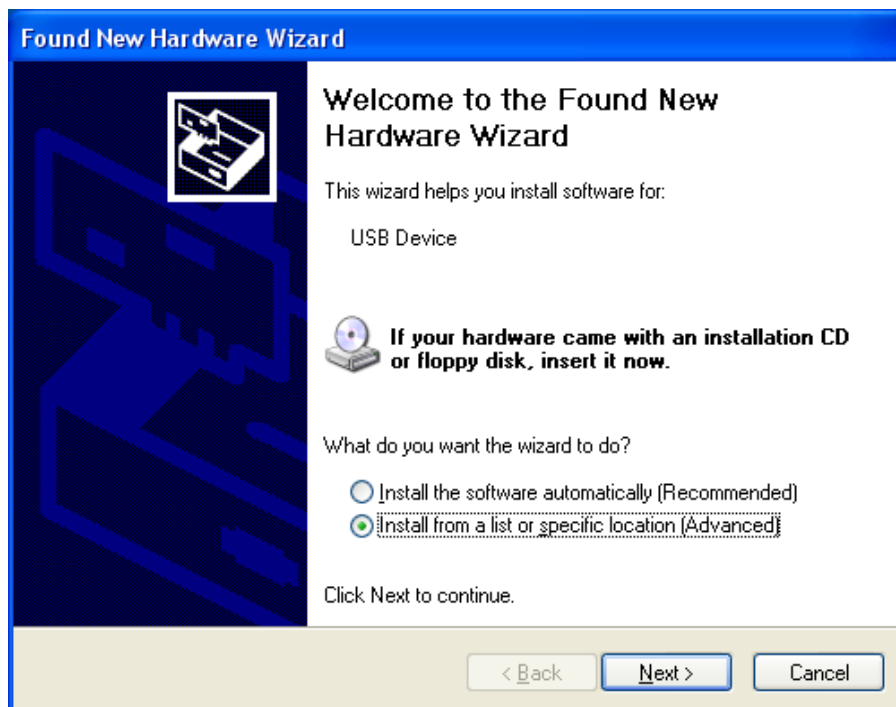 Found New Hardware Wizard
Welcome to the Found New
Hardware Wizard
This wizard helps you install software for:
USB Device
If your hardware came with an installation CD
or floppy disk, insert it now.
What do you want the wizard to do?
Install the software automatically (Recommended)
Install from a list or specific location (Advanced)
Click Next to continue.
< Back
Next >
Cancel